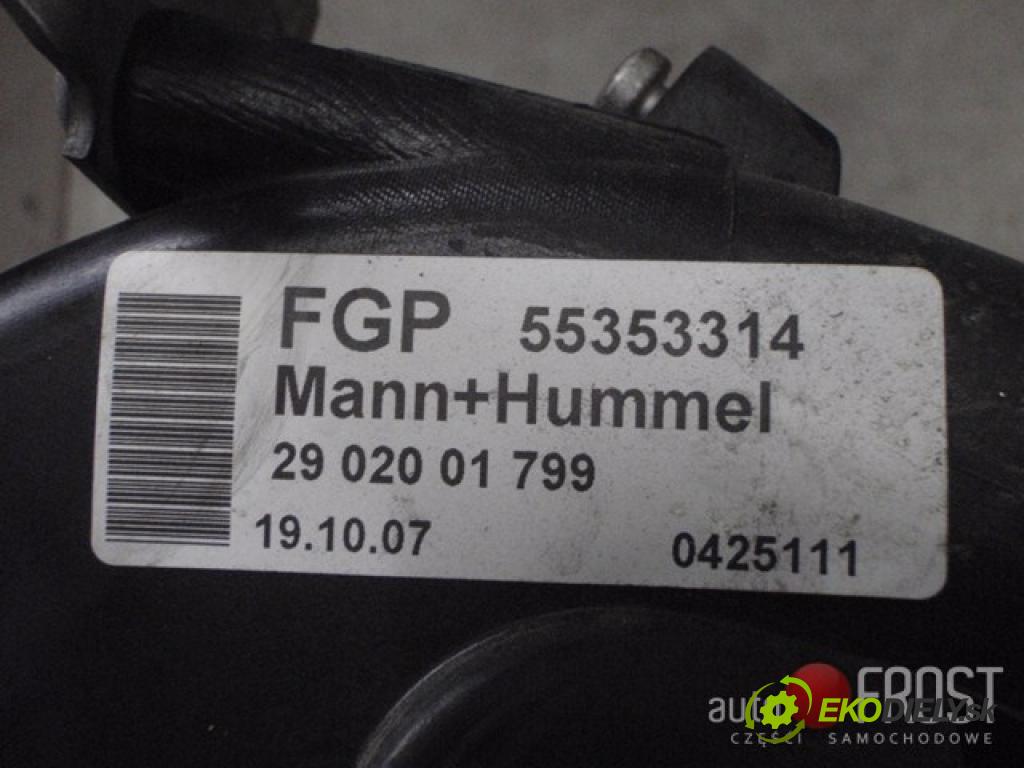 FGP 55353314
Mann+Hummel
29 020 01 799
19.10.07 0425111
auto FROST
EKODIELY.sk
CZĘŚCI SAMOCHODOWE